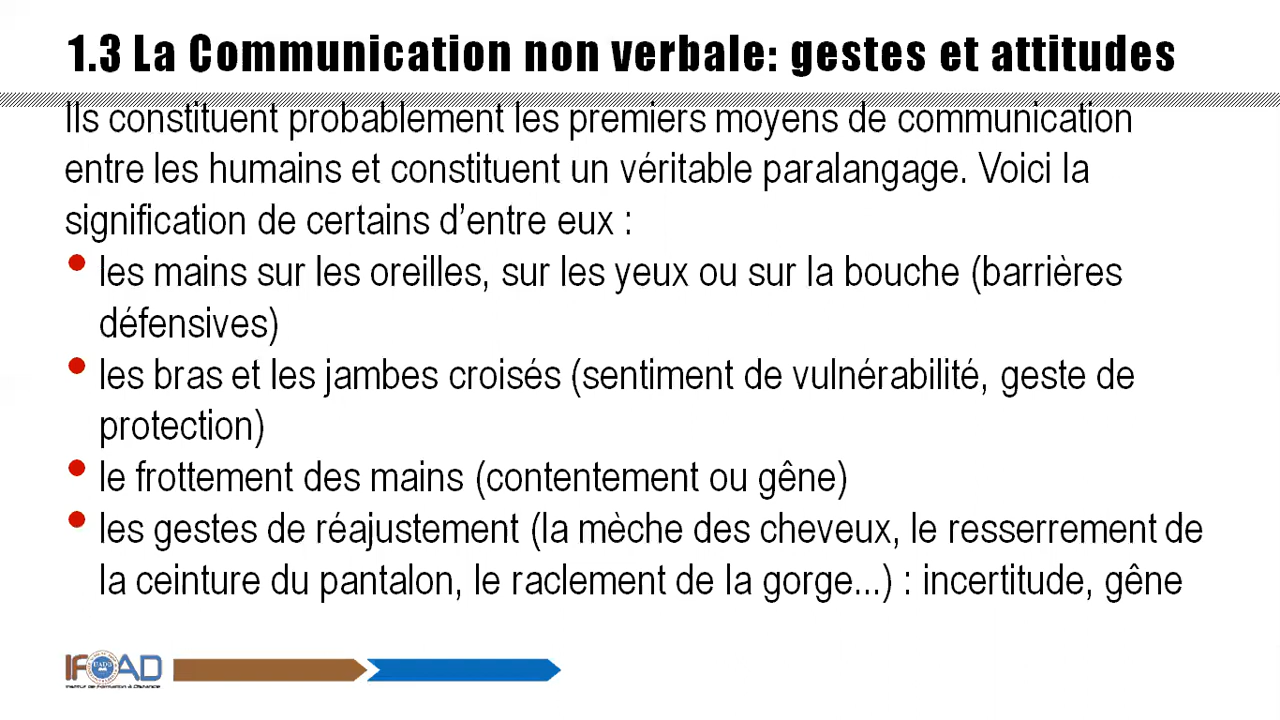 1.3 La Communication non verbale: gestes et attitudes
Ils constituent probablement les premiers moyens de communication
entre les humains et constituent un véritable paralangage. Voici la
signification de certains d’entre eux :
• les mains sur les oreilles, sur les yeux ou sur la bouche (barrières
défensives)
• les bras et les jambes croisés (sentiment de vulnérabilité, geste de
protection)
• le frottement des mains (contentement ou gêne)
• les gestes de réajustement (la mèche des cheveux, le resserrement de
la ceinture du pantalon, le raclement de la gorge...) : incertitude, gêne
IFOAD
Institut de Formation A Distance